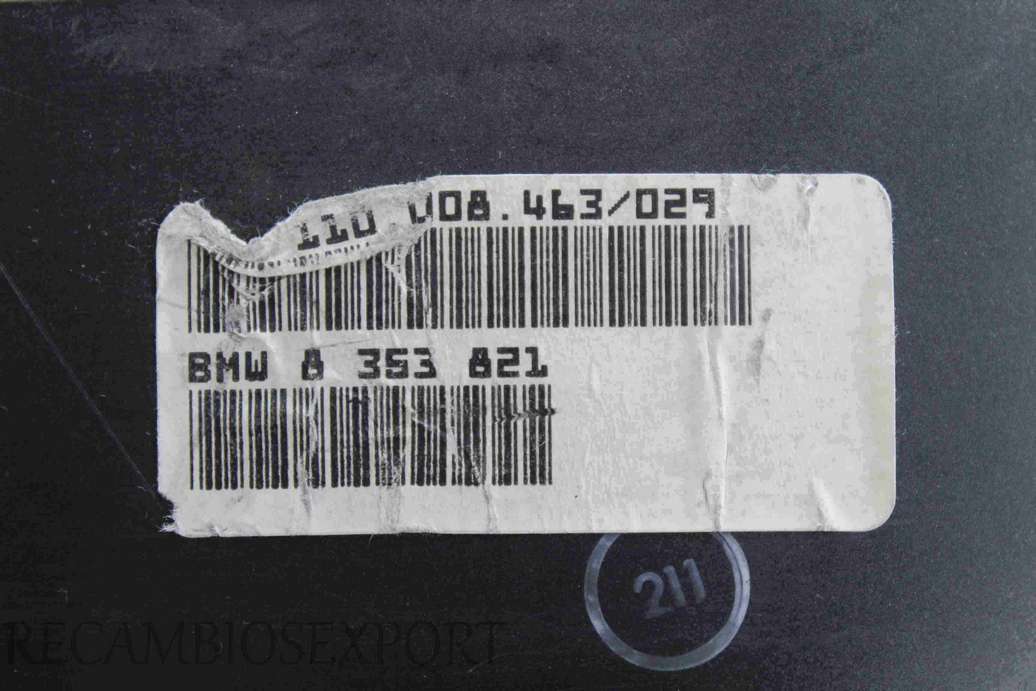 110.008.463/029
BMW 8 353 821
211
RECAMBIOSEXPORT